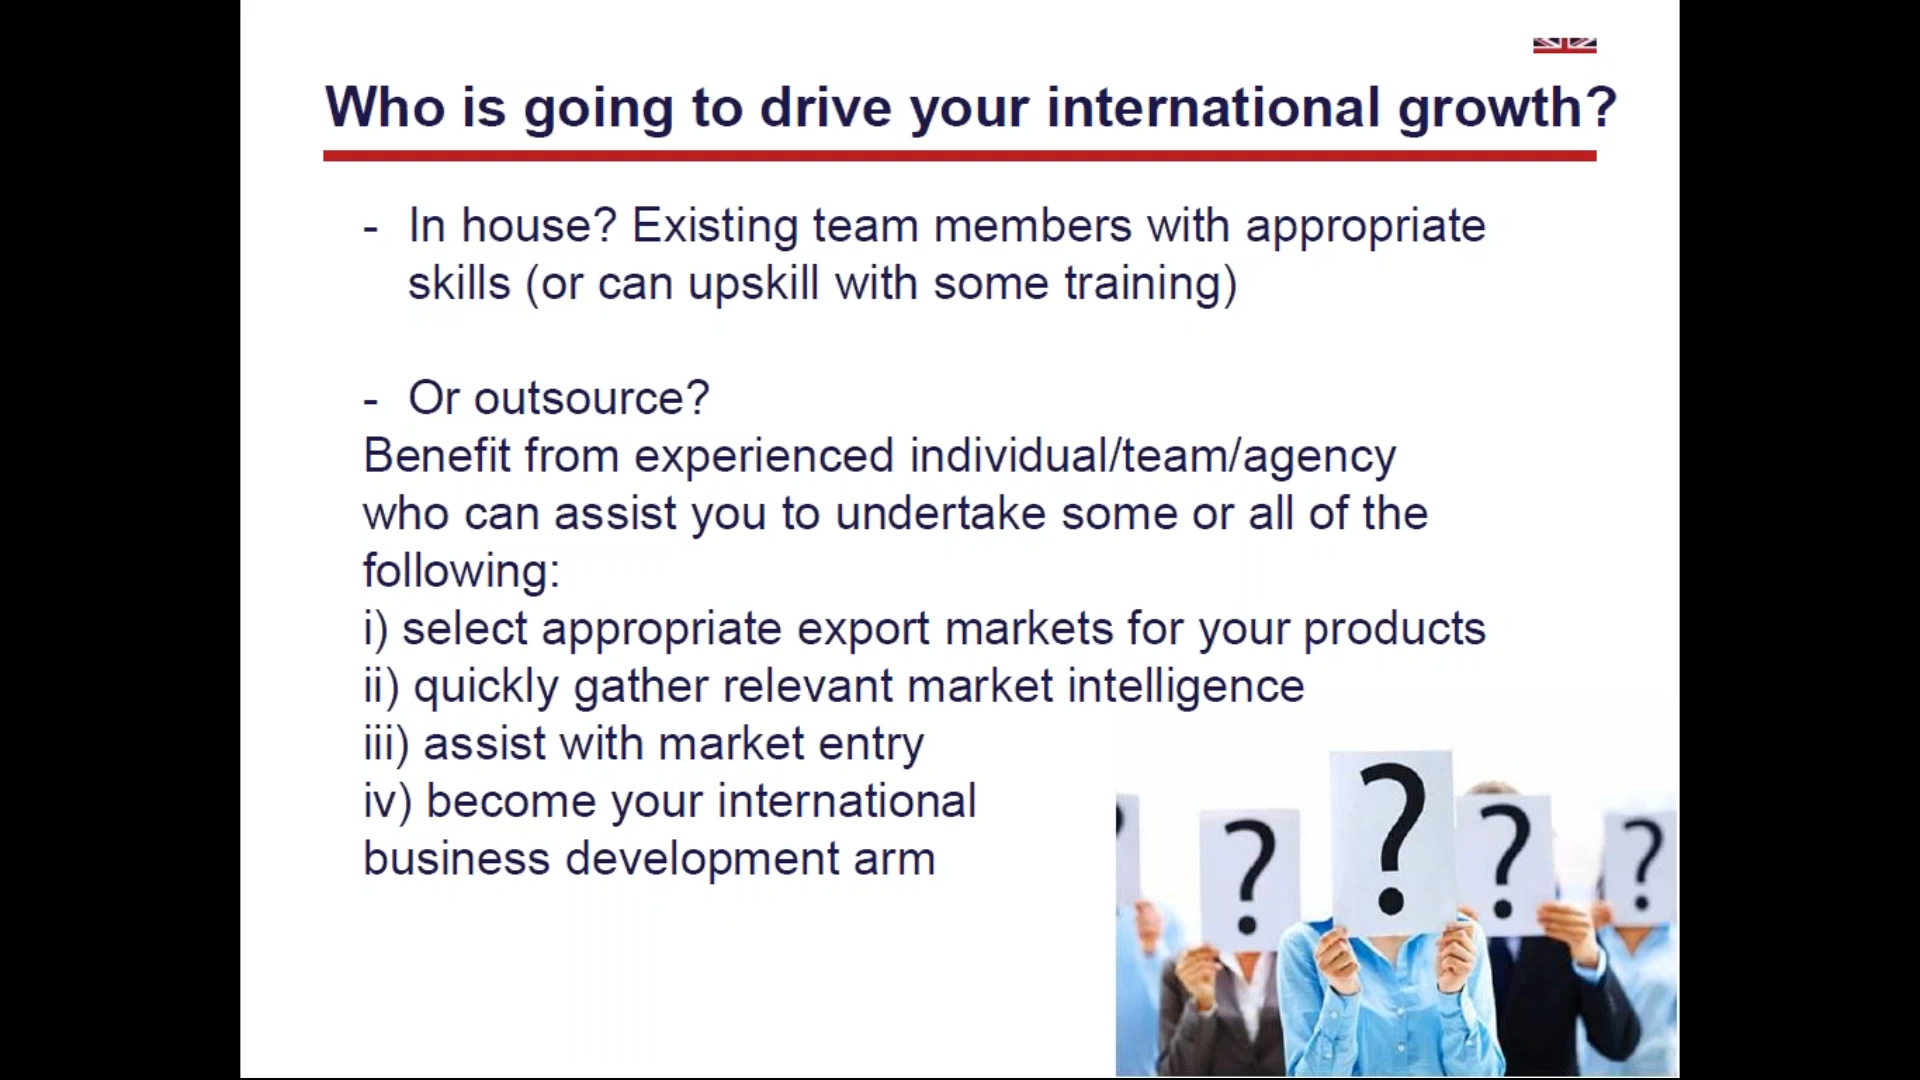 Who is going to drive your international growth?
- In house? Existing team members with appropriate
skills (or can upskill with some training)
- Or outsource?
Benefit from experienced individual/team/agency
who can assist you to undertake some or all of the
following:
i) select appropriate export markets for your products
ii) quickly gather relevant market intelligence
iii) assist with market entry
iv) become your international
business development arm
? ? ? ? ?